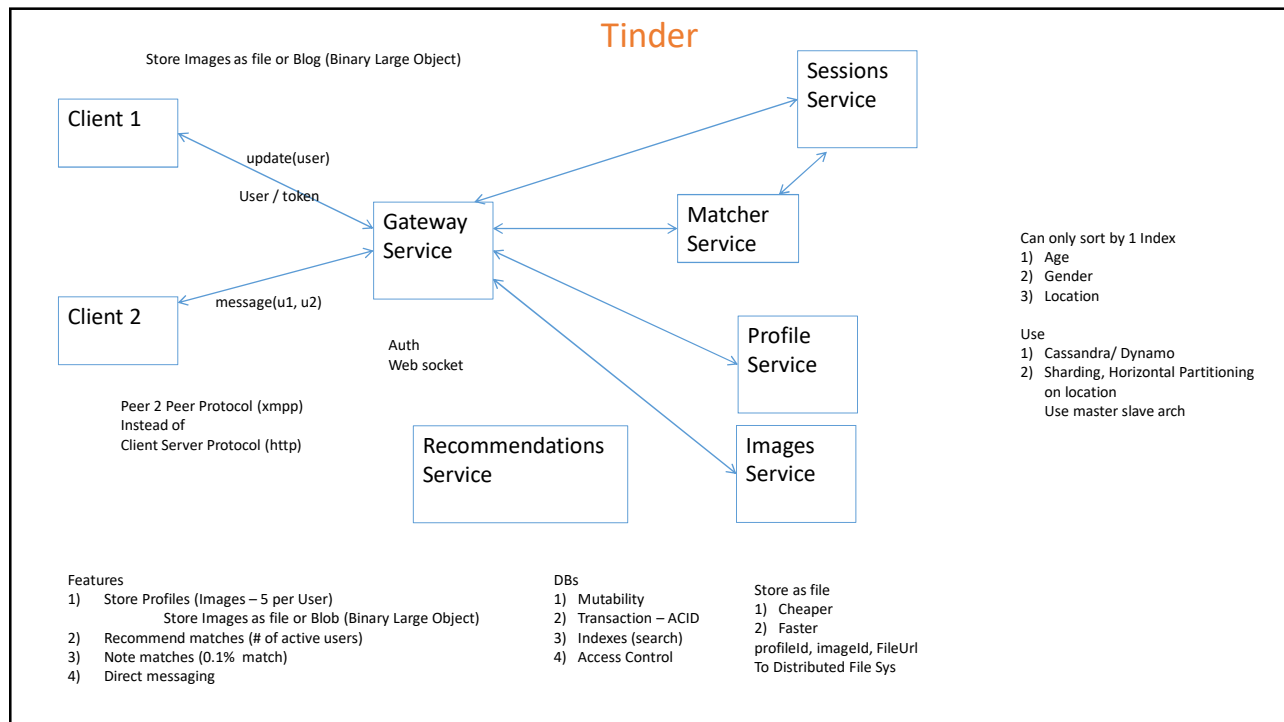 Tinder
Store Images as file or Blog (Binary Large Object)
Sessions
Service
Client 1
update(user)
User / token
Gateway
Service
Matcher
Service
Can only sort by 1 Index
1) Age
2) Gender
3) Location
Client 2
message(u1, u2)
Auth
Web socket
Profile
Service
Use
1) Cassandra/ Dynamo
2) Sharding, Horizontal Partitioning
on location
Use master slave arch
Peer 2 Peer Protocol (xmpp)
Instead of
Client Server Protocol (http)
Recommendations
Service
Images
Service
Features
1) Store Profiles (Images – 5 per User)
Store Images as file or Blob (Binary Large Object)
2) Recommend matches (# of active users)
3) Note matches (0.1% match)
4) Direct messaging
DBs
1) Mutability
2) Transaction – ACID
3) Indexes (search)
4) Access Control
Store as file
1) Cheaper
2) Faster
profileId, imageId, FileUrl
To Distributed File Sys